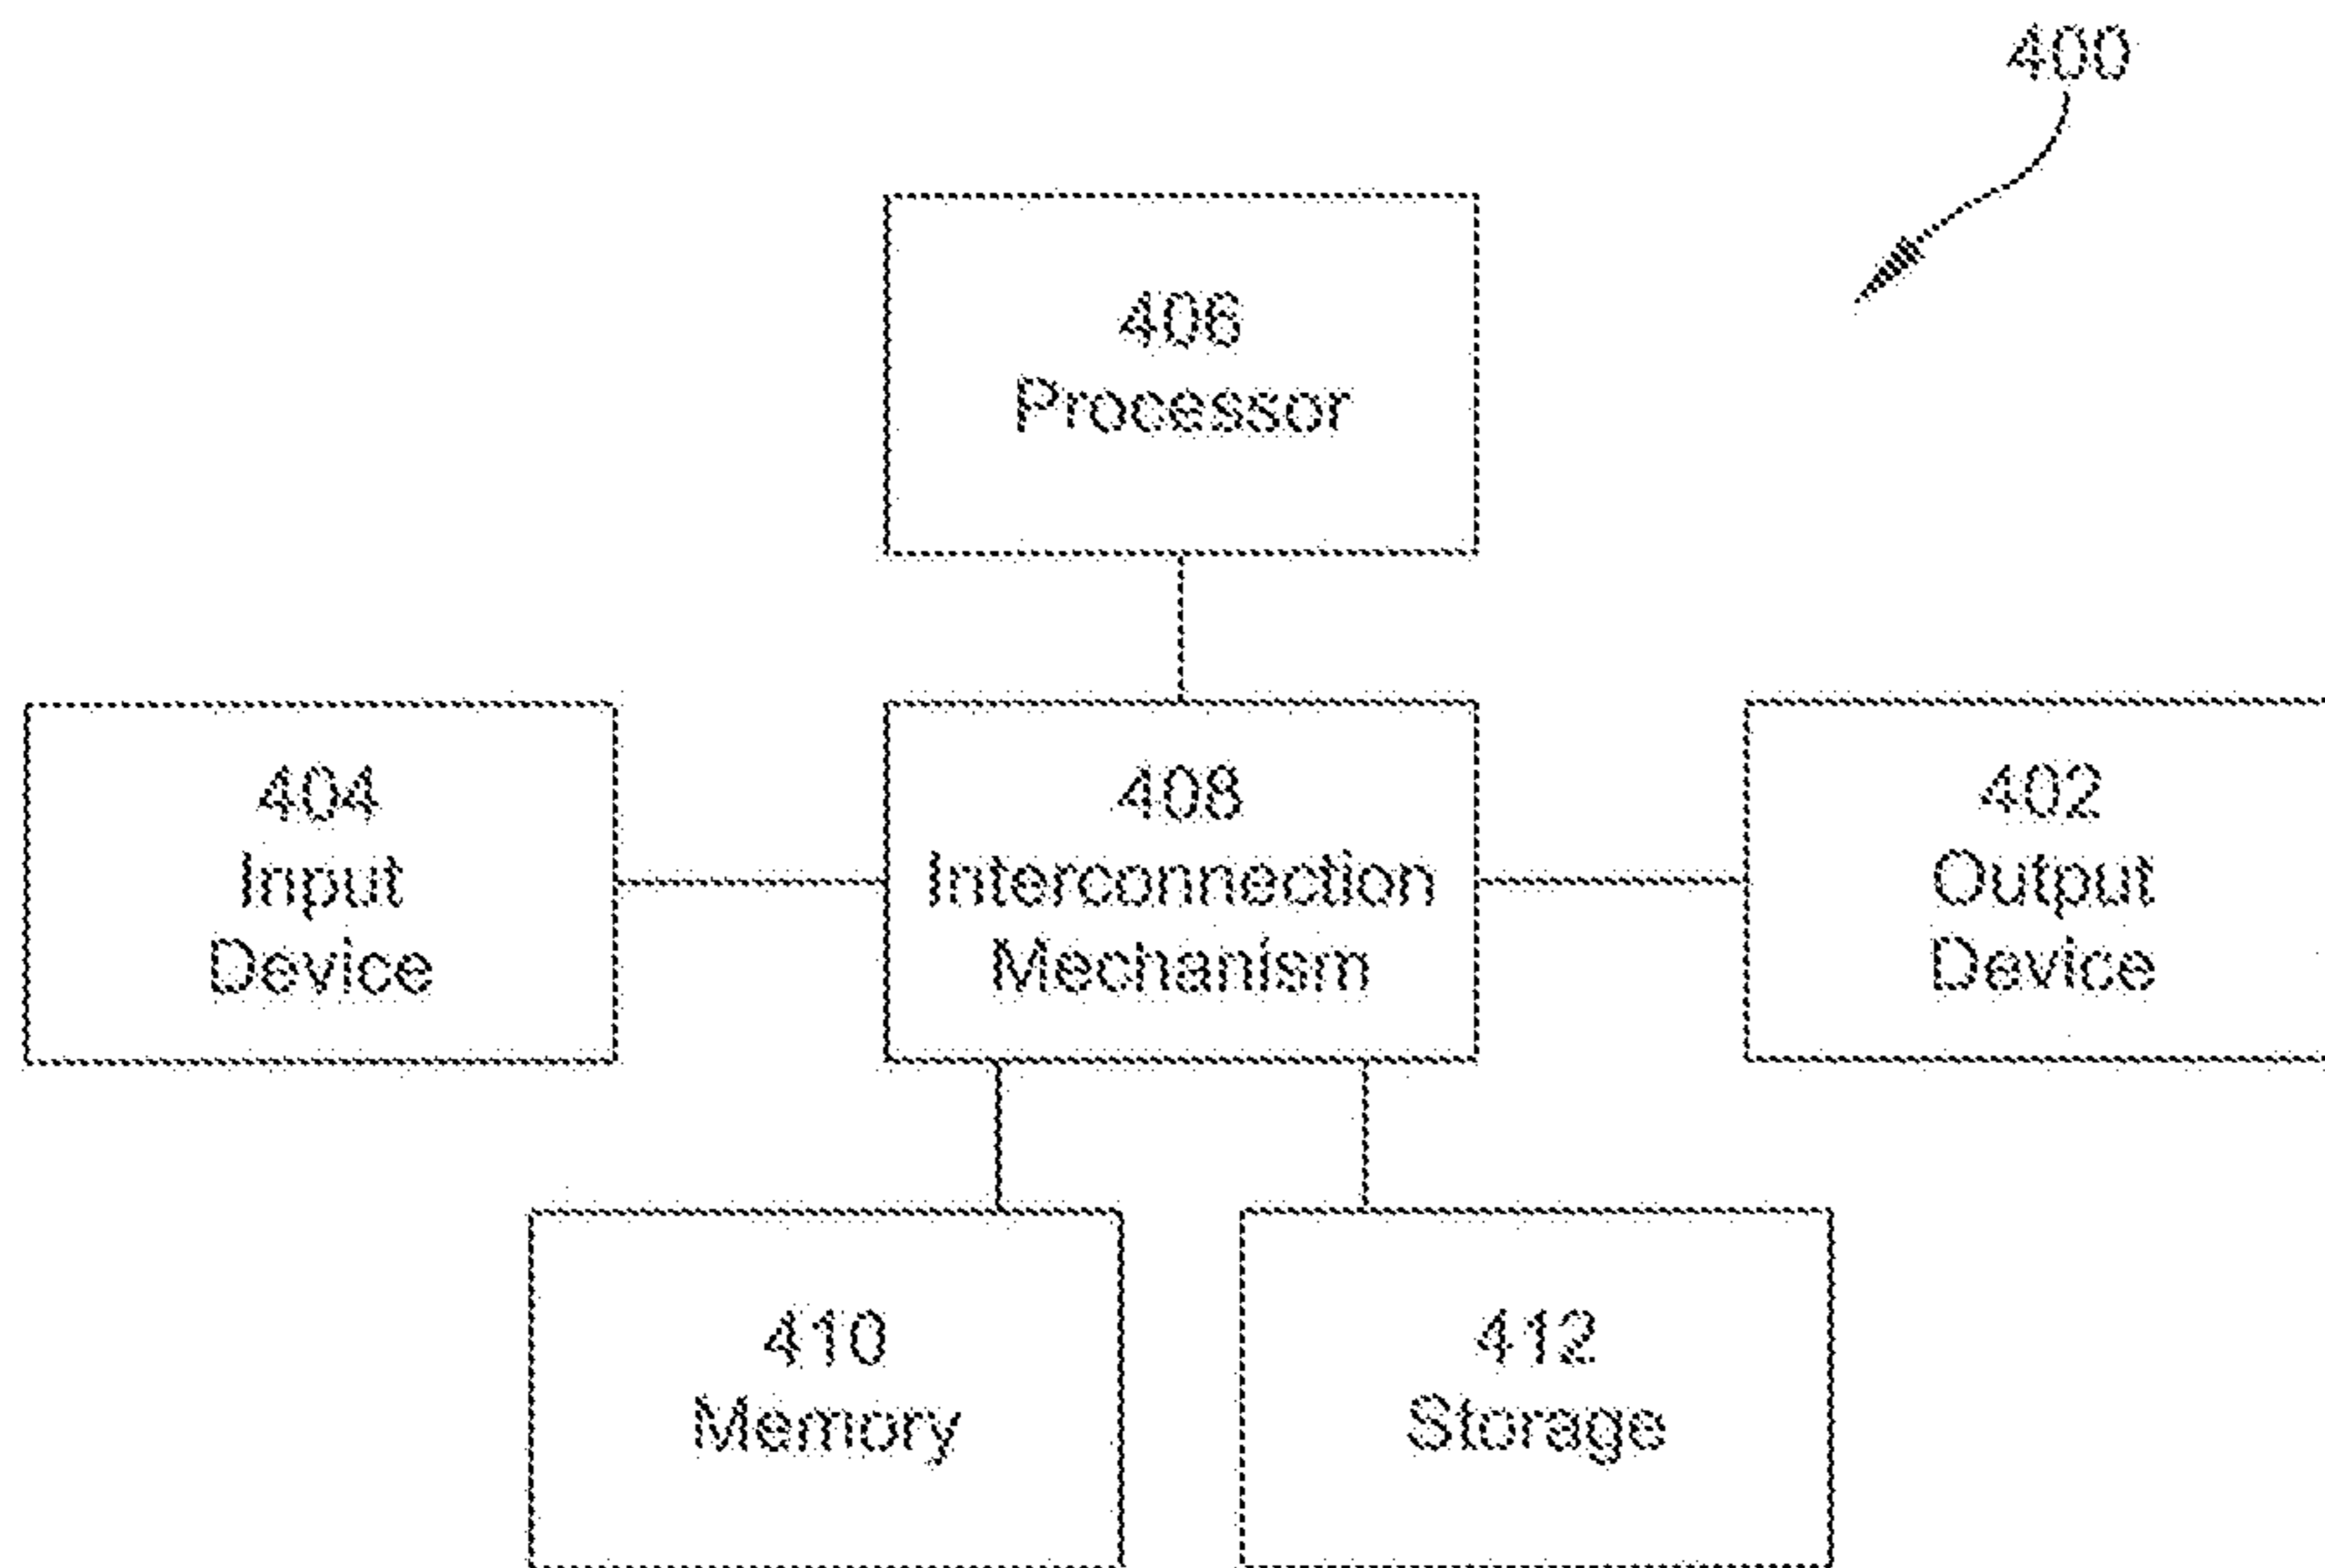 400
406
Processor
404
Input
Device
408
Interconnection
Mechanism
402
Output
Device
410
Memory
412
Storage